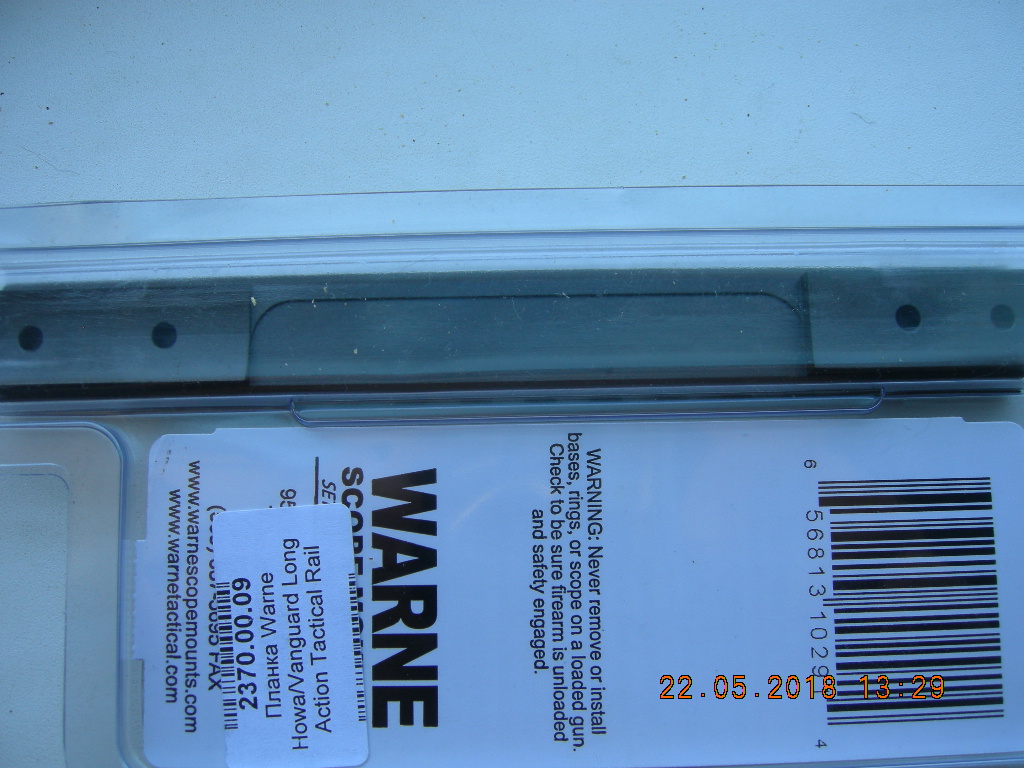 WARNE
SCOPE M
WARNING: Never remove or install
bases, rings, or scope on a loaded gun.
Check to be sure firearm is unloaded
and safety engaged.
www.warnescopemounts.com
www.warnetactical.com
FAX
2370.00.09
Планка Warne
Howa/Vanguard Long
Action Tactical Rail
6 56813 1029 4
22.05.2018 13:29